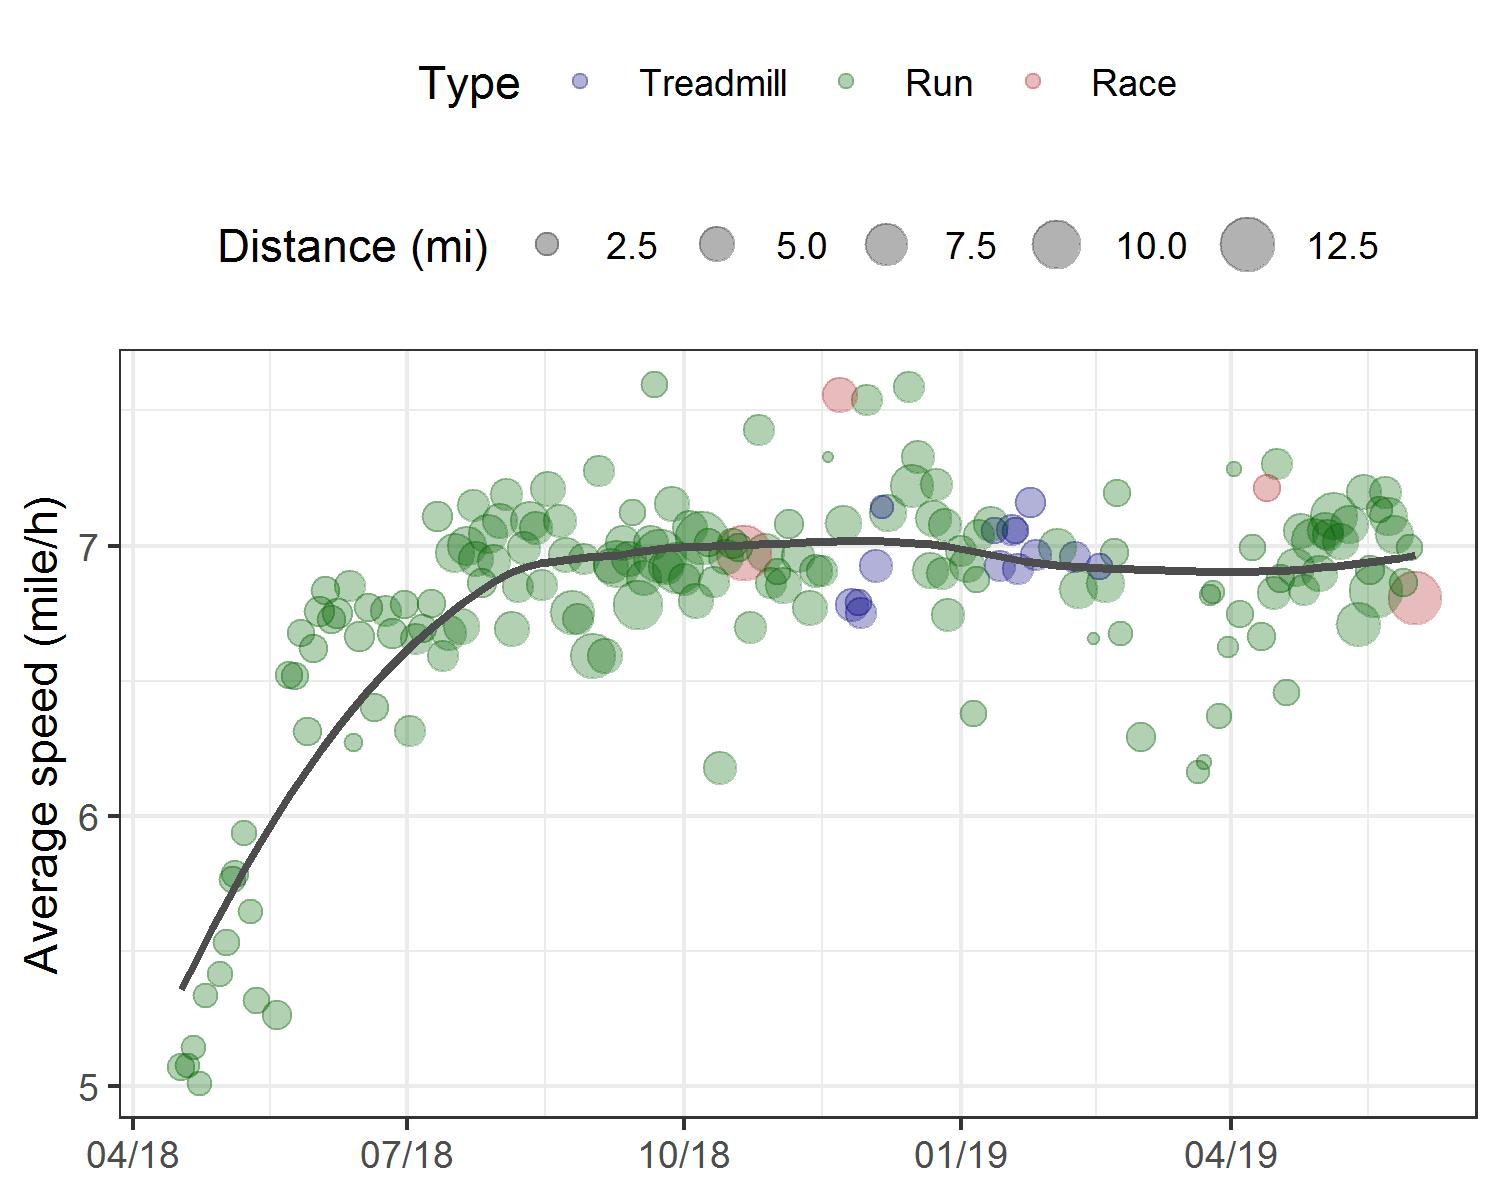 Type Treadmill Run Race
Distance (mi) 2.5 5.0 7.5 10.0 12.5
Average speed (mile/h)
7
6
5
04/18 07/18 10/18 01/19 04/19